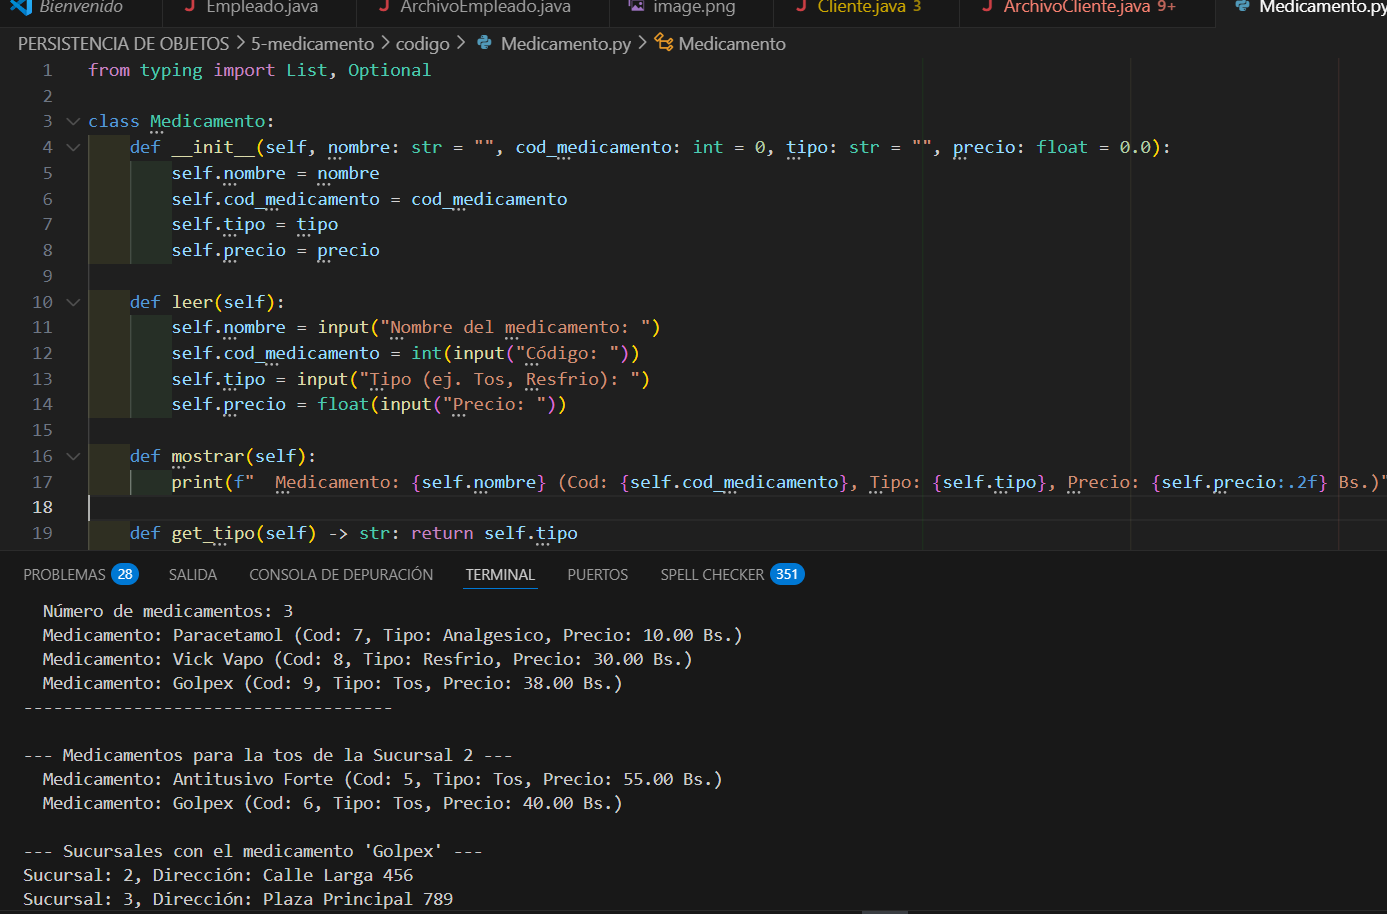 Bienvenido J Empleado.java J ArchivoEmpleado.java image.png J Cliente.java 3 J ArchivoCliente.java 9+ Medicamento.py
PERSISTENCIA DE OBJETOS > 5-medicamento > codigo > Medicamento.py > Medicamento
1 from typing import List, Optional
2
3 class Medicamento:
4 def __init__(self, nombre: str = "", cod_medicamento: int = 0, tipo: str = "", precio: float = 0.0):
5 self.nombre = nombre
6 self.cod_medicamento = cod_medicamento
7 self.tipo = tipo
8 self.precio = precio
9
10 def leer(self):
11 self.nombre = input("Nombre del medicamento: ")
12 self.cod_medicamento = int(input("Código: "))
13 self.tipo = input("Tipo (ej. Tos, Resfrio): ")
14 self.precio = float(input("Precio: "))
15
16 def mostrar(self):
17 print(f"  Medicamento: {self.nombre} (Cod: {self.cod_medicamento}, Tipo: {self.tipo}, Precio: {self.precio:.2f} Bs.)"
18
19 def get_tipo(self) -> str: return self.tipo
PROBLEMAS 28 SALIDA CONSOLA DE DEPURACIÓN TERMINAL PUERTOS SPELL CHECKER 351
Número de medicamentos: 3
Medicamento: Paracetamol (Cod: 7, Tipo: Analgesico, Precio: 10.00 Bs.)
Medicamento: Vick Vapo (Cod: 8, Tipo: Resfrio, Precio: 30.00 Bs.)
Medicamento: Golpex (Cod: 9, Tipo: Tos, Precio: 38.00 Bs.)
-------------------------------------
--- Medicamentos para la tos de la Sucursal 2 ---
Medicamento: Antitusivo Forte (Cod: 5, Tipo: Tos, Precio: 55.00 Bs.)
Medicamento: Golpex (Cod: 6, Tipo: Tos, Precio: 40.00 Bs.)
--- Sucursales con el medicamento 'Golpex' ---
Sucursal: 2, Dirección: Calle Larga 456
Sucursal: 3, Dirección: Plaza Principal 789